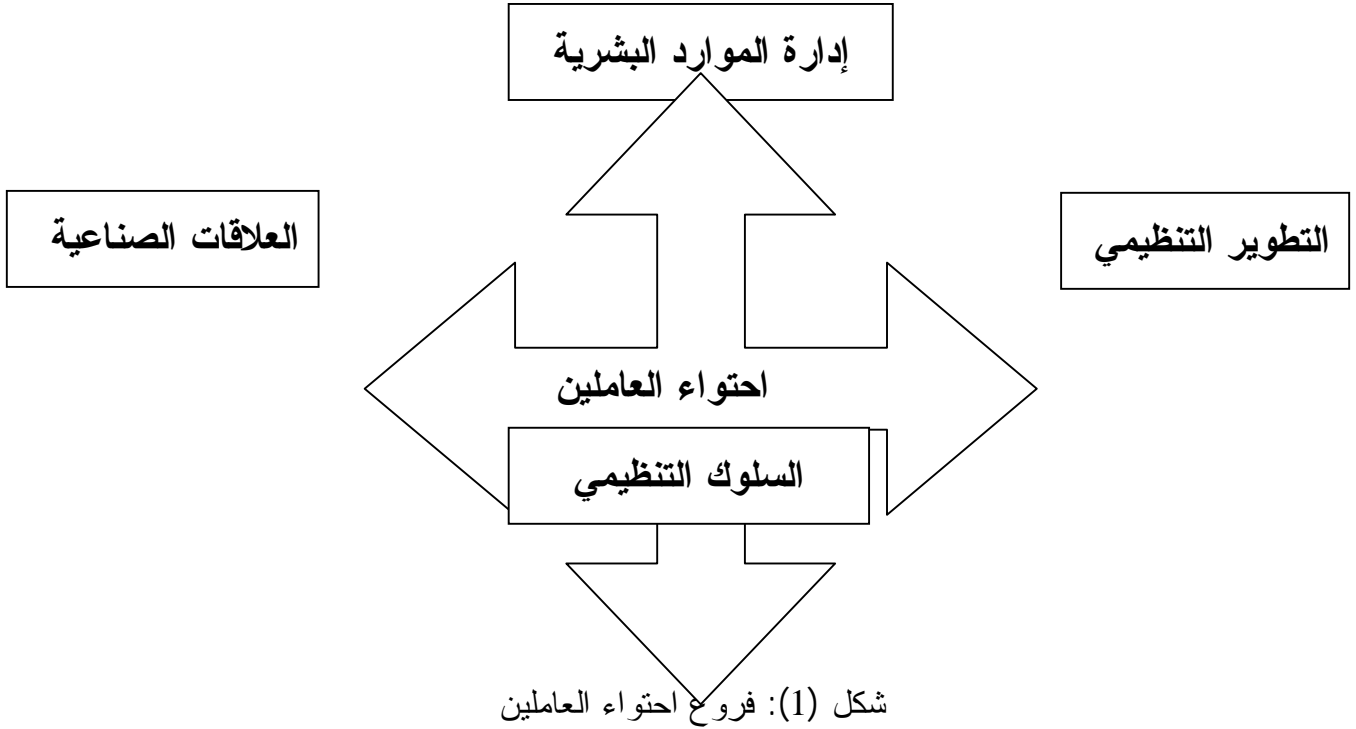 إدارة الموارد البشرية
التطوير التنظيمي
العلاقات الصناعية
احتواء العاملين
السلوك التنظيمي
شكل (1): فروع احتواء العاملين